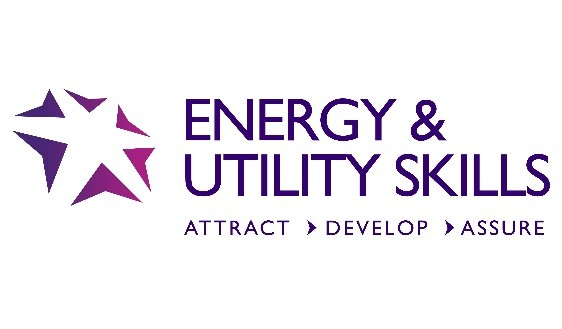 ENERGY &
UTILITY SKILLS
ATTRACT > DEVELOP > ASSURE